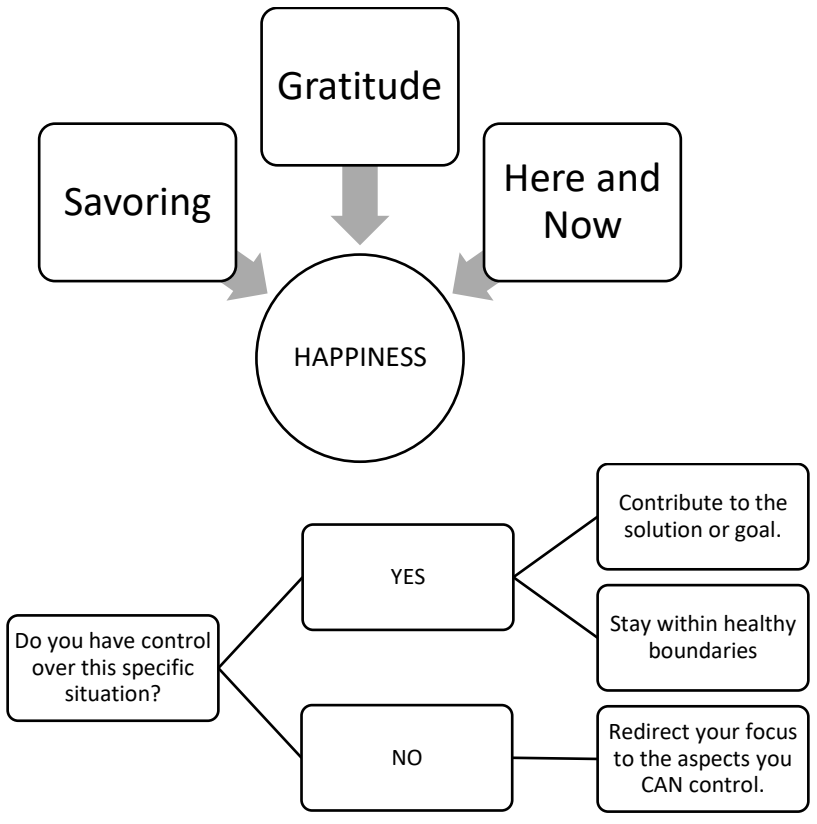 Gratitude
Savoring
Here and
Now
HAPPINESS
Do you have control
over this specific
situation?
YES
Contribute to the
solution or goal.
Stay within healthy
boundaries
NO
Redirect your focus
to the aspects you
CAN control.